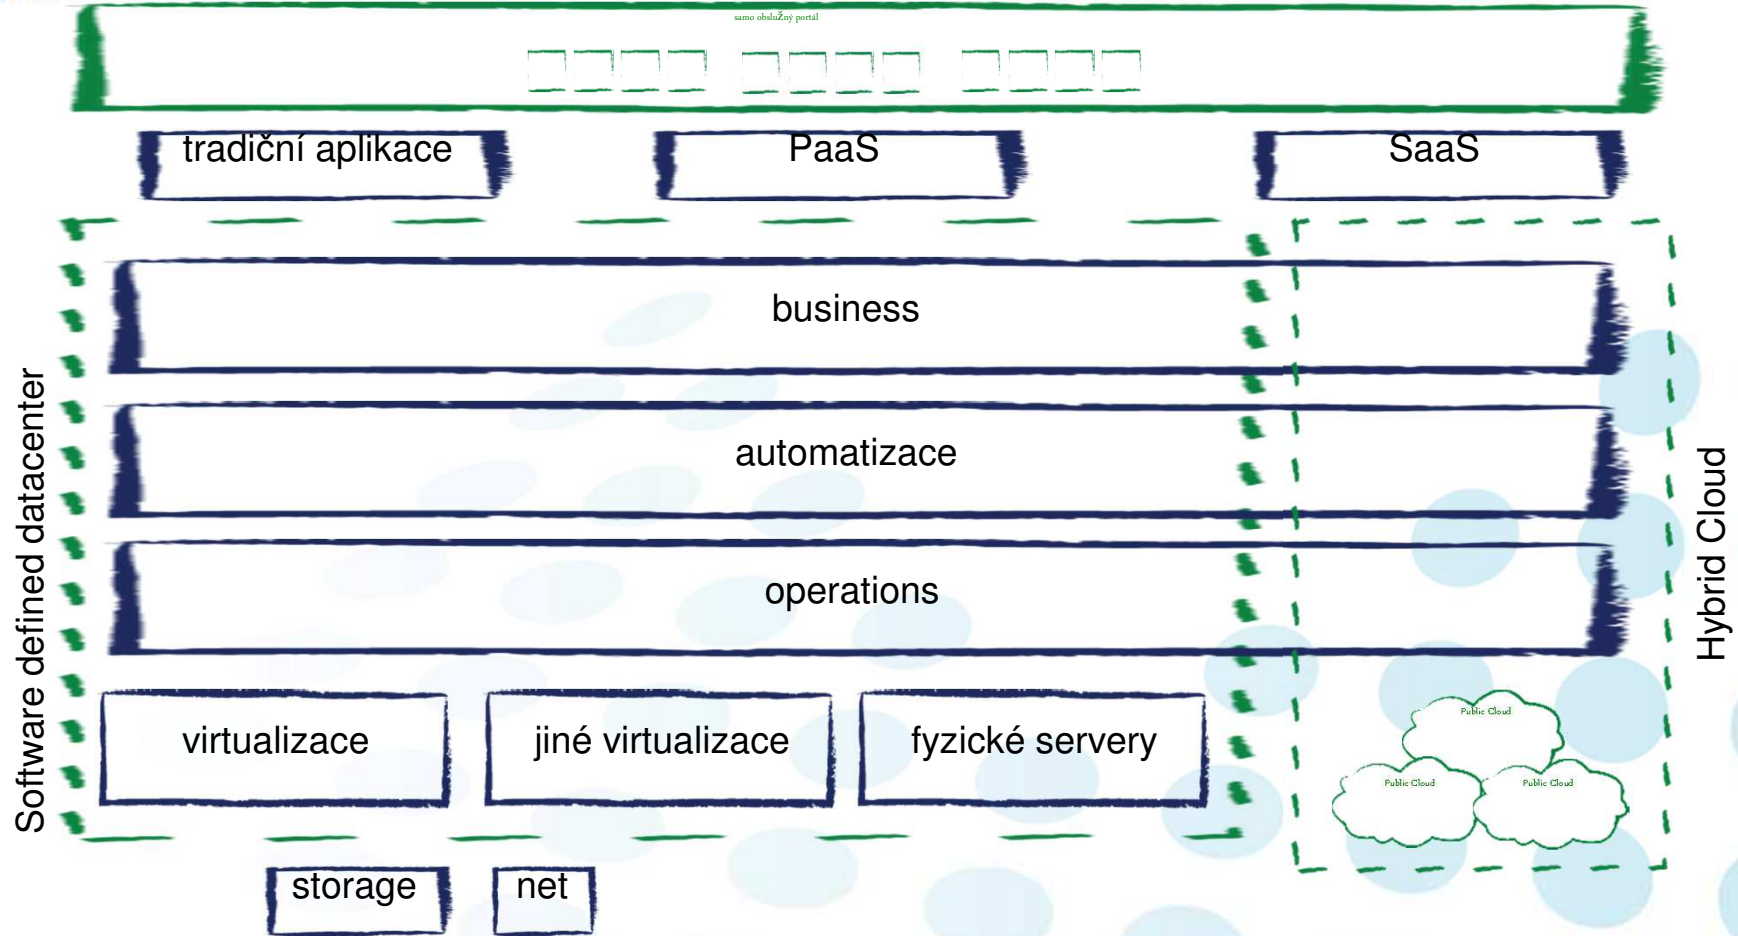 samo obslužný portál
tradiční aplikace
PaaS
SaaS
Software defined datacenter
business
automatizace
operations
Hybrid Cloud
virtualizace
jiné virtualizace
fyzické servery
Public Cloud
Public Cloud
Public Cloud
storage
net